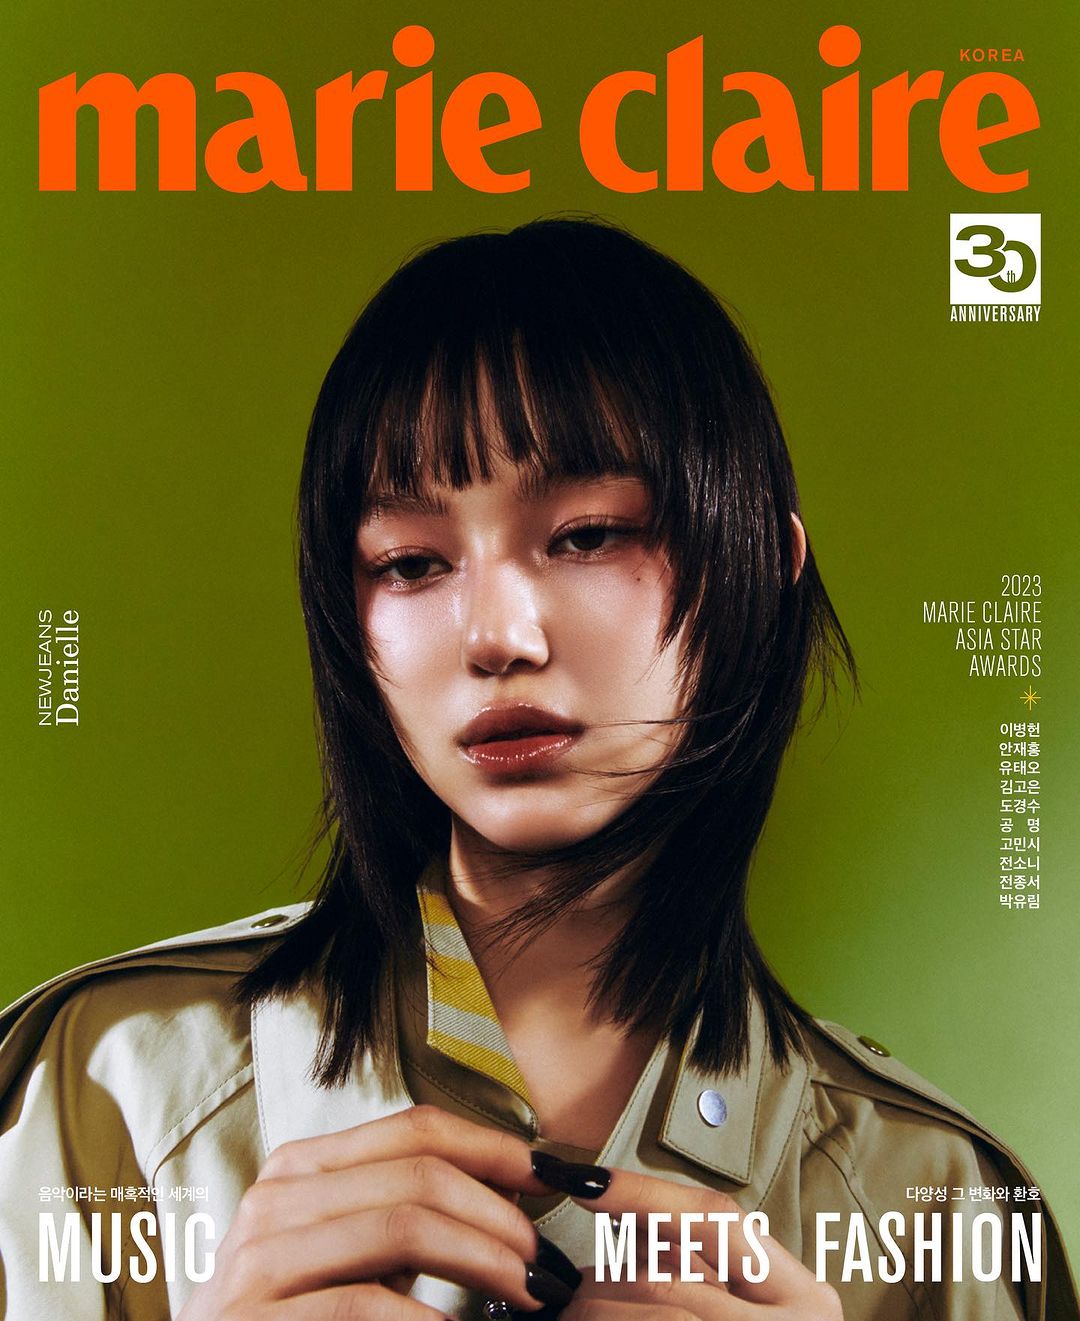 marie claire
KOREA
30th
ANNIVERSARY
NEWJEANS
Danielle
2023
MARIE CLAIRE
ASIA STAR
AWARDS
이병헌
안재홍
유태오
김고은
도경수
공 명
고민시
전소니
전종서
박유림
음악이라는 매혹적인 세계의
MUSIC
다양성 그 변화와 환호
MEETS FASHION